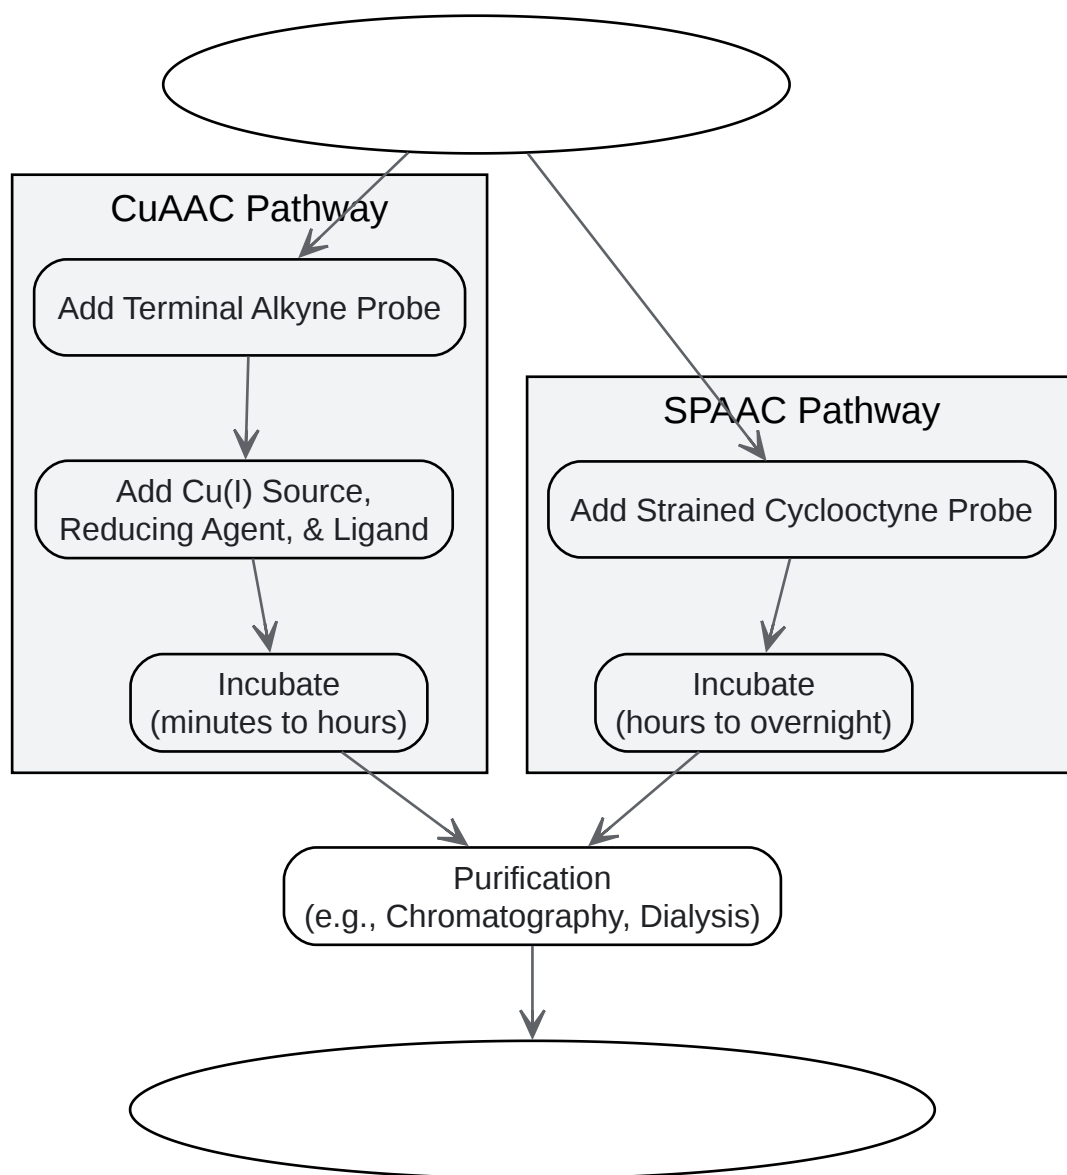 CuAAC Pathway
Add Terminal Alkyne Probe
Add Cu(I) Source,
Reducing Agent, & Ligand
Incubate
(minutes to hours)
SPAAC Pathway
Add Strained Cyclooctyne Probe
Incubate
(hours to overnight)
Purification
(e.g., Chromatography, Dialysis)